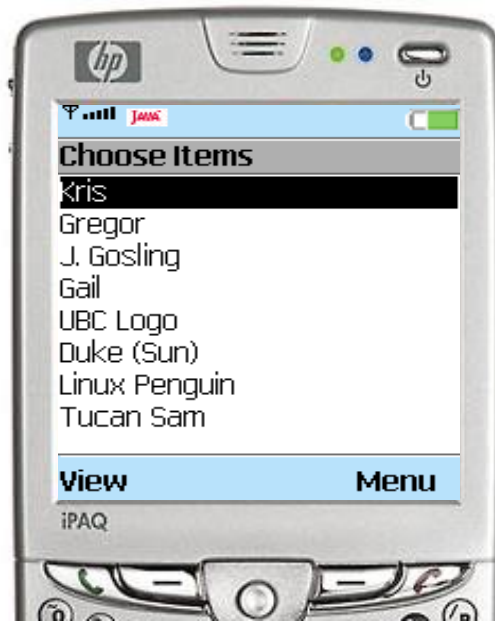 hp
JAVA
Choose Items
Kris
Gregor
J. Gosling
Gail
UBC Logo
Duke (Sun)
Linux Penguin
Tucan Sam
View Menu
iPAQ